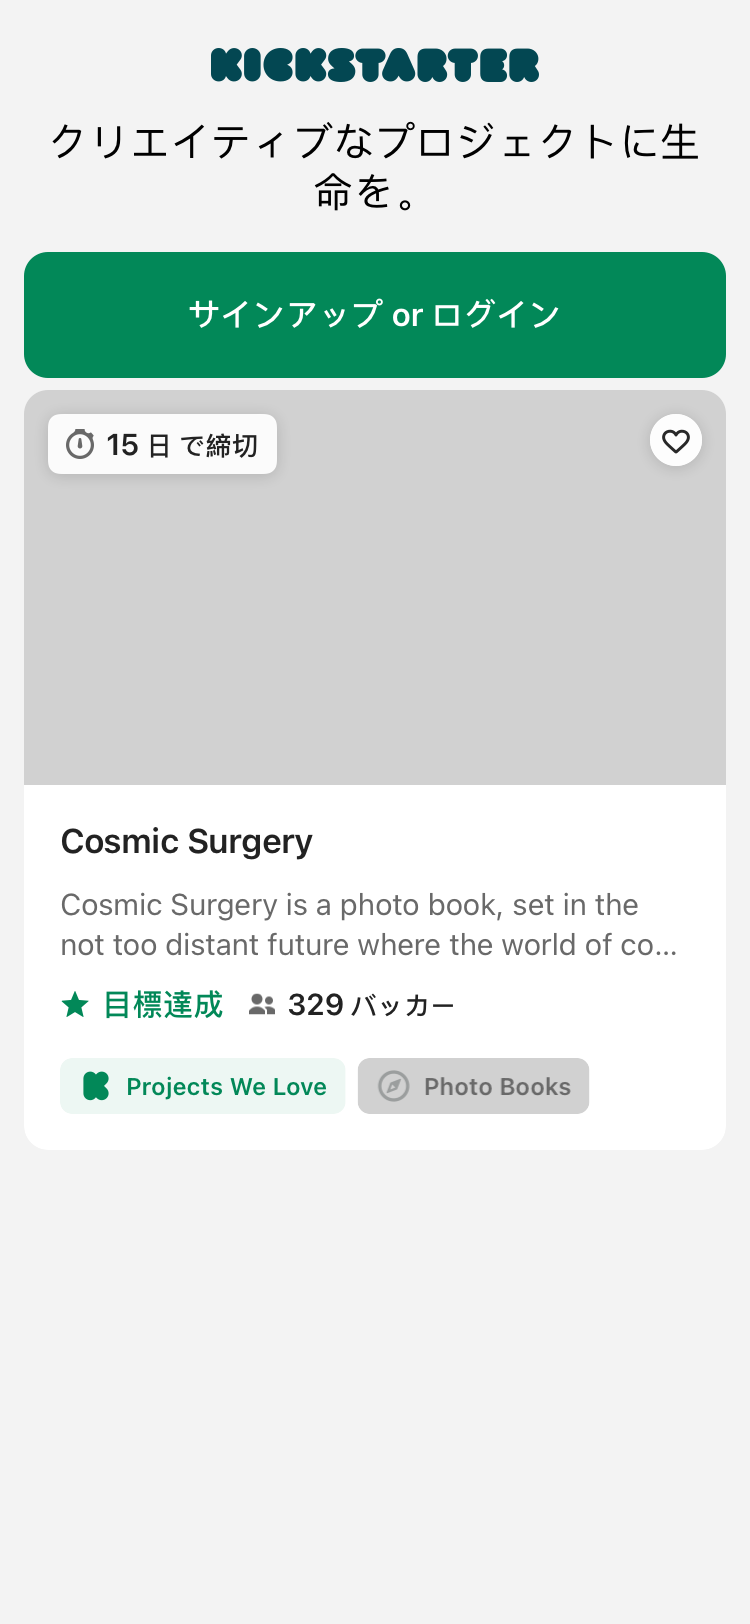 KICKSTARTER
クリエイティブなプロジェクトに生
命を。
サインアップ or ログイン
15 日 で締切
Cosmic Surgery
Cosmic Surgery is a photo book, set in the
not too distant future where the world of co...
目標達成 329 バッカー
Projects We Love Photo Books